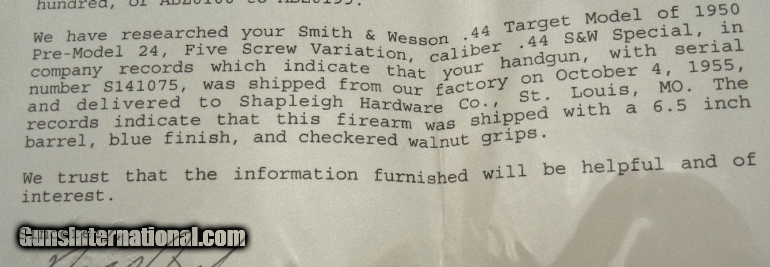 hundred, or
We have researched your Smith & Wesson .44 Target Model of 1950
Pre-Model 24, Five Screw Variation, caliber .44 S&W Special, in
company records which indicate that your handgun, with serial
number S141075, was shipped from our factory on October 4, 1955,
and delivered to Shapleigh Hardware Co., St. Louis, MO. The
records indicate that this firearm was shipped with a 6.5 inch
barrel, blue finish, and checkered walnut grips.
We trust that the information furnished will be helpful and of
interest.
GunsInternational.com